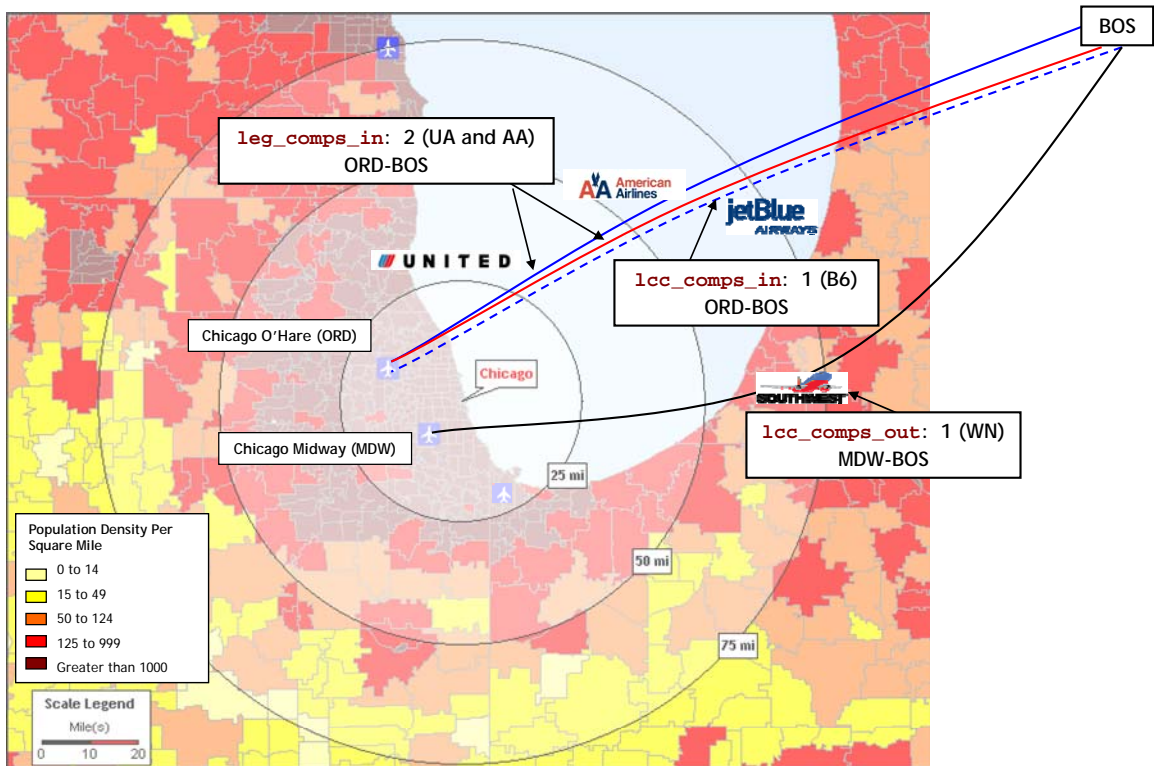 BOS
leg_comps_in: 2 (UA and AA)
ORD-BOS
American
Airlines
jetBlue
AIRWAYS
UNITED
lcc_comps_in: 1 (B6)
ORD-BOS
Chicago O'Hare (ORD)
Chicago
SOUTHWEST
lcc_comps_out: 1 (WN)
MDW-BOS
Chicago Midway (MDW)
25 mi
50 mi
75 mi
Population Density Per
Square Mile
0 to 14
15 to 49
50 to 124
125 to 999
Greater than 1000
Scale Legend
Mile(s)
0 10 20